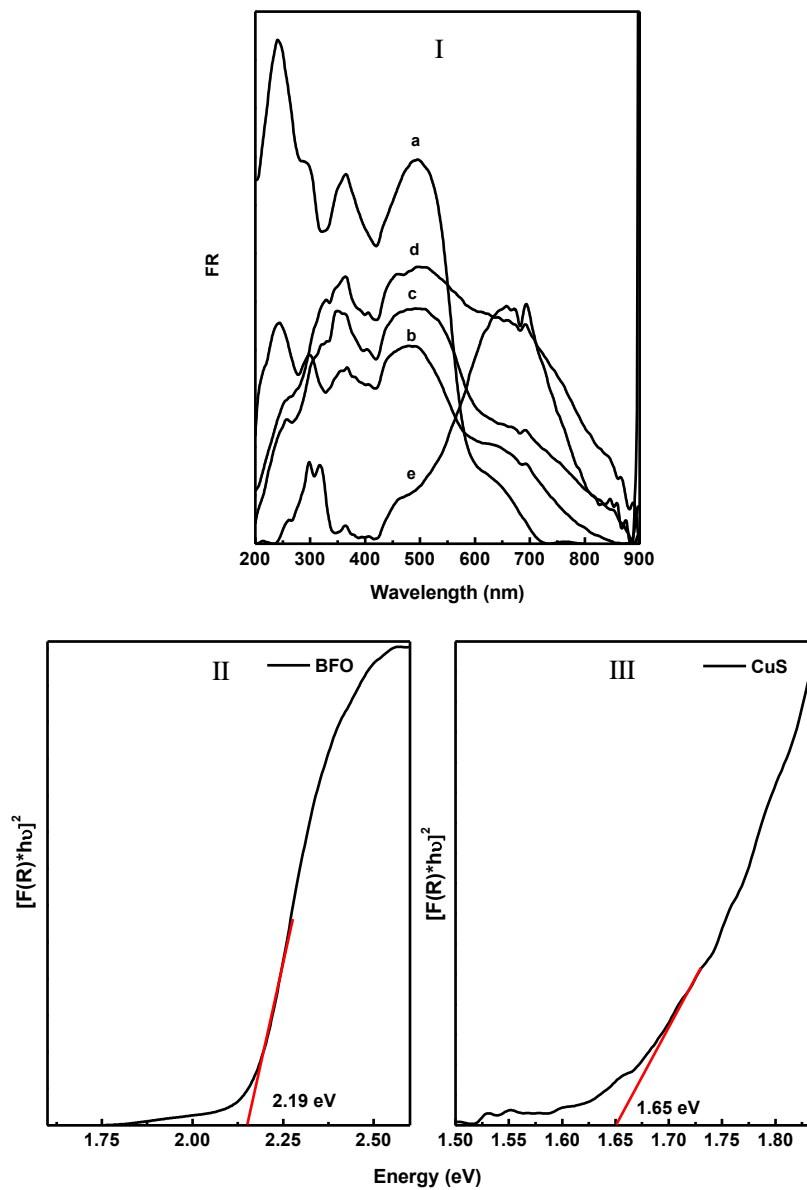 I
a
d
c
b
e
FR
200 300 400 500 600 700 800 900
Wavelength (nm)
II
BFO
[F(R)*hυ]²
2.19 eV
1.75 2.00 2.25 2.50
III
CuS
[F(R)*hυ]²
1.65 eV
1.50 1.55 1.60 1.65 1.70 1.75 1.80
Energy (eV)